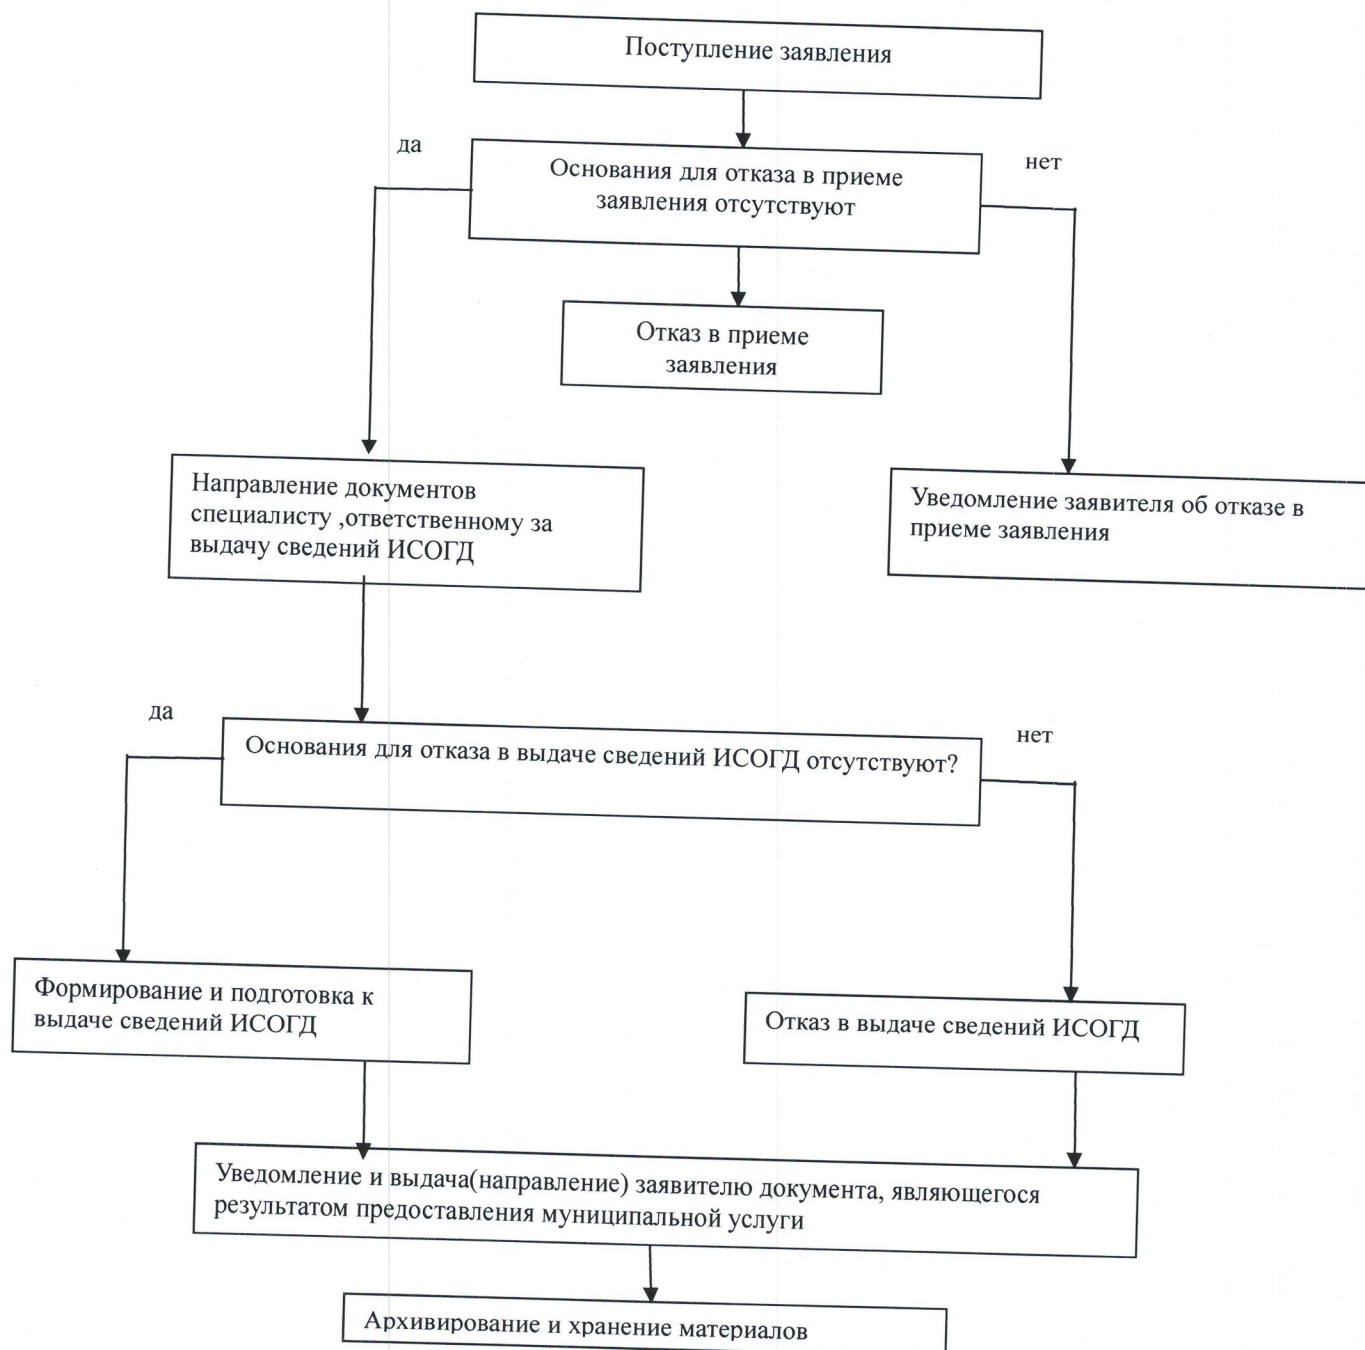 Поступление заявления
да
нет
Основания для отказа в приеме
заявления отсутствуют
Отказ в приеме
заявления
Направление документов
специалисту ,ответственному за
выдачу сведений ИСОГД
Уведомление заявителя об отказе в
приеме заявления
да
нет
Основания для отказа в выдаче сведений ИСОГД отсутствуют?
Формирование и подготовка к
выдаче сведений ИСОГД
Отказ в выдаче сведений ИСОГД
Уведомление и выдача(направление) заявителю документа, являющегося
результатом предоставления муниципальной услуги
Архивирование и хранение материалов